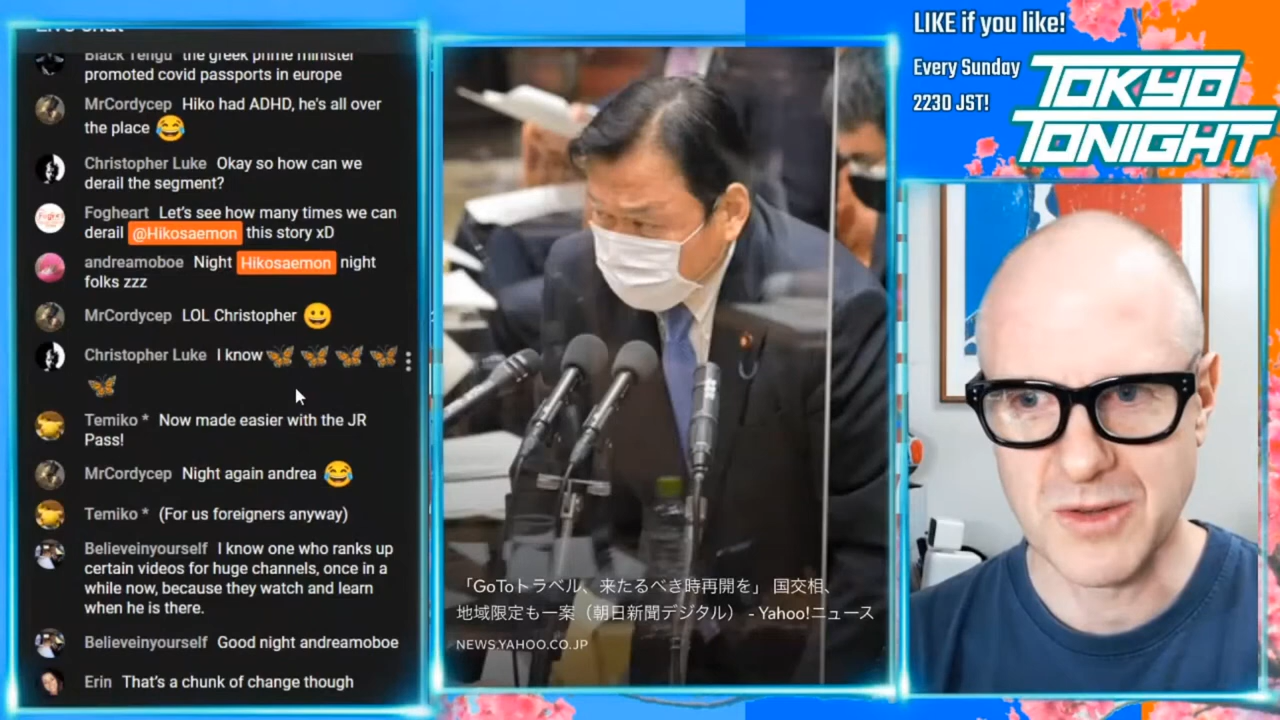 Live chat
Black Tengu the greek prime minister
promoted covid passports in europe
MrCordycep Hiko had ADHD, he's all over
the place 😂
Christopher Luke Okay so how can we
derail the segment?
Fogheart Let's see how many times we can
derail @Hikosaemon this story xD
andreamoboe Night Hikosaemon night
folks zzz
MrCordycep LOL Christopher 😀
Christopher Luke I know 🦋 🦋 🦋 🦋
🦋
Temiko * Now made easier with the JR
Pass!
MrCordycep Night again andrea 😂
Temiko * (For us foreigners anyway)
Believeinyourself I know one who ranks up
certain videos for huge channels, once in a
while now, because they watch and learn
when he is there.
Believeinyourself Good night andreamoboe
Erin That's a chunk of change though
「GoToトラベル、来たるべき時再開を」 国交相、
地域限定も一案（朝日新聞デジタル） - Yahoo!ニュース
NEWS.YAHOO.CO.JP
LIKE if you like!
Every Sunday
2230 JST!
TOKYO
TONIGHT